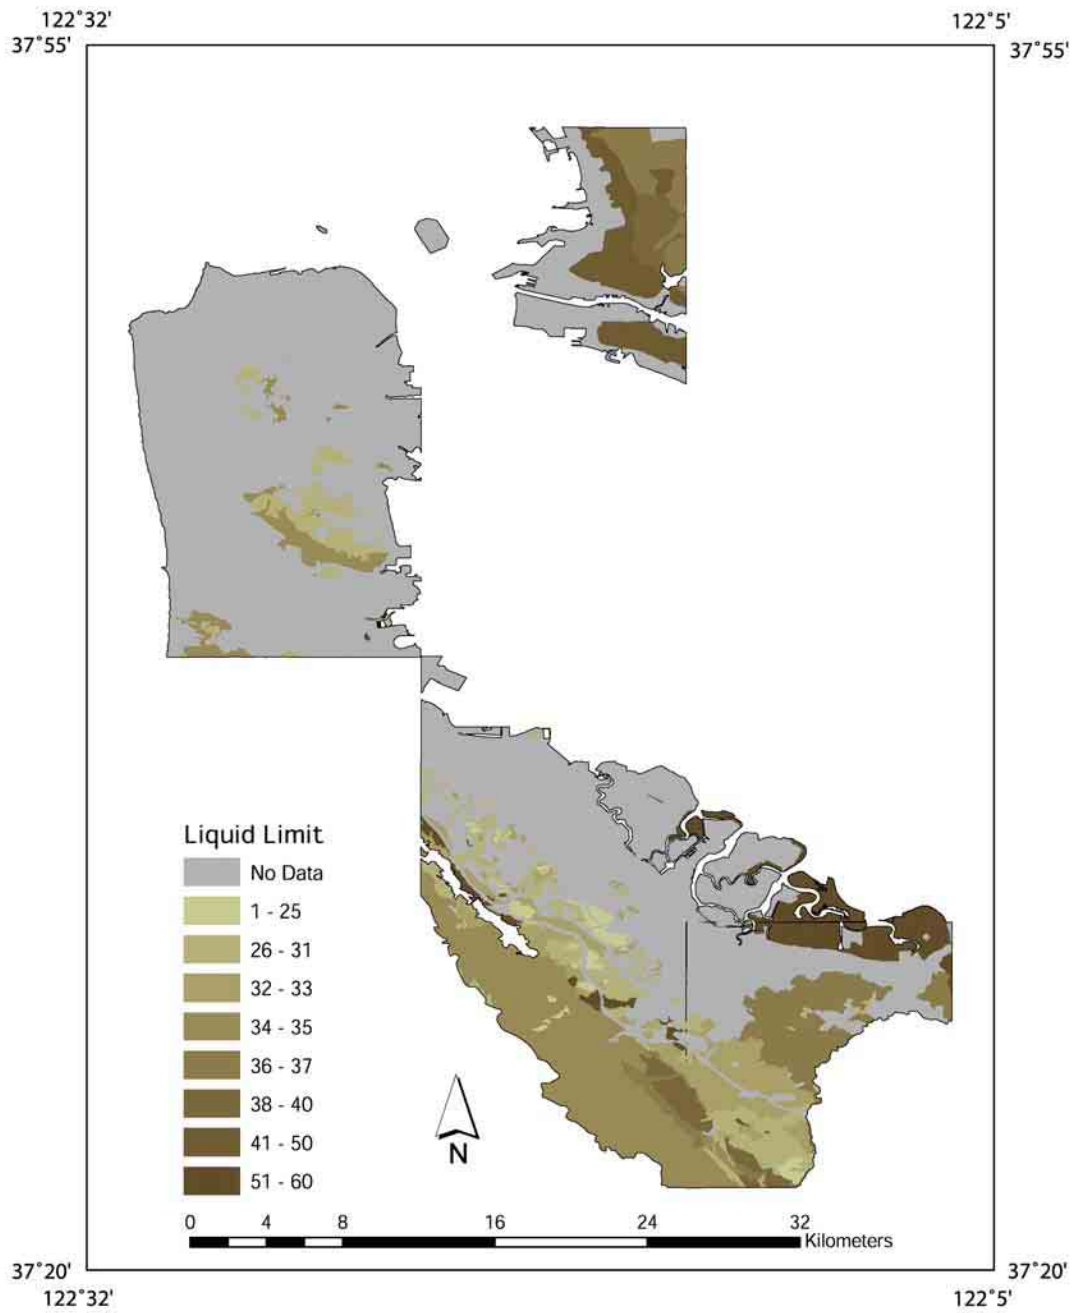 122°32' 122°5'
37°55' 37°55'
Liquid Limit
No Data
1 - 25
26 - 31
32 - 33
34 - 35
36 - 37
38 - 40
41 - 50
51 - 60
N
0 4 8 16 24 32
Kilometers
37°20' 37°20'
122°32' 122°5'